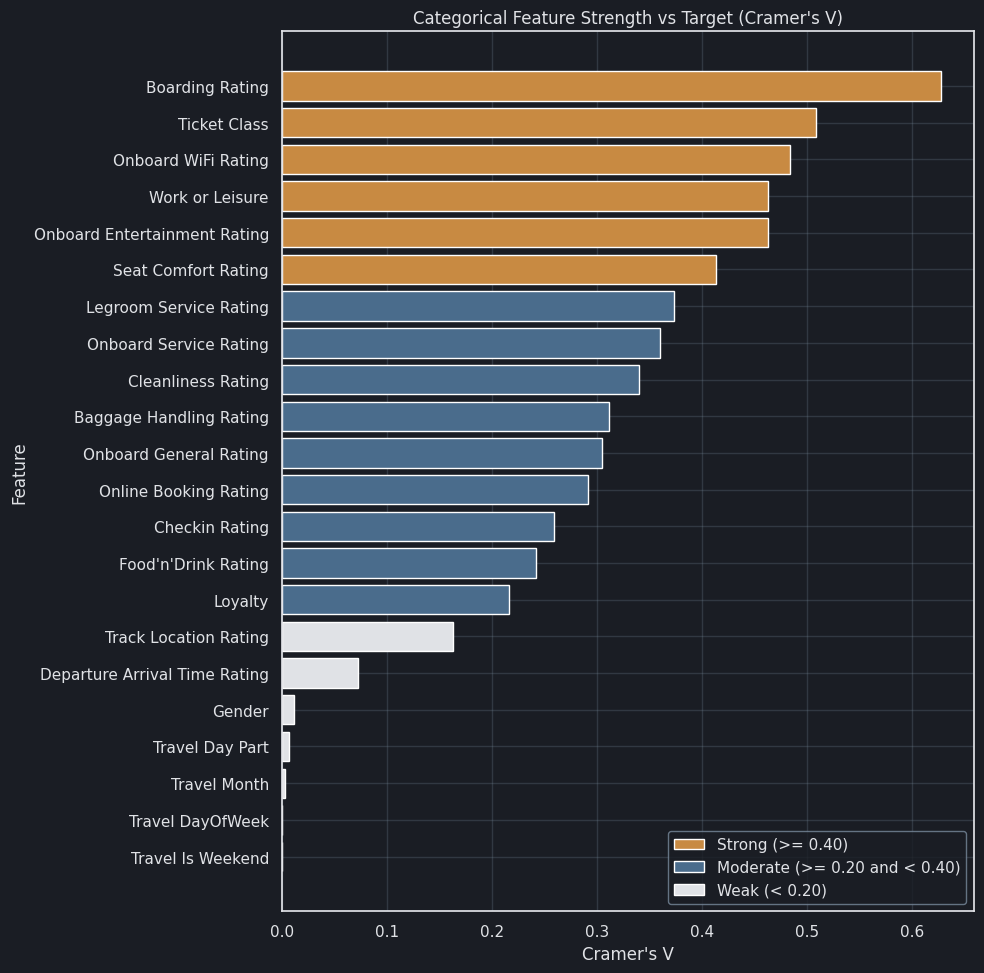 Categorical Feature Strength vs Target (Cramer's V)
Feature
Boarding Rating
Ticket Class
Onboard WiFi Rating
Work or Leisure
Onboard Entertainment Rating
Seat Comfort Rating
Legroom Service Rating
Onboard Service Rating
Cleanliness Rating
Baggage Handling Rating
Onboard General Rating
Online Booking Rating
Checkin Rating
Food'n'Drink Rating
Loyalty
Track Location Rating
Departure Arrival Time Rating
Gender
Travel Day Part
Travel Month
Travel DayOfWeek
Travel Is Weekend
Strong (>= 0.40)
Moderate (>= 0.20 and < 0.40)
Weak (< 0.20)
0.0 0.1 0.2 0.3 0.4 0.5 0.6
Cramer's V